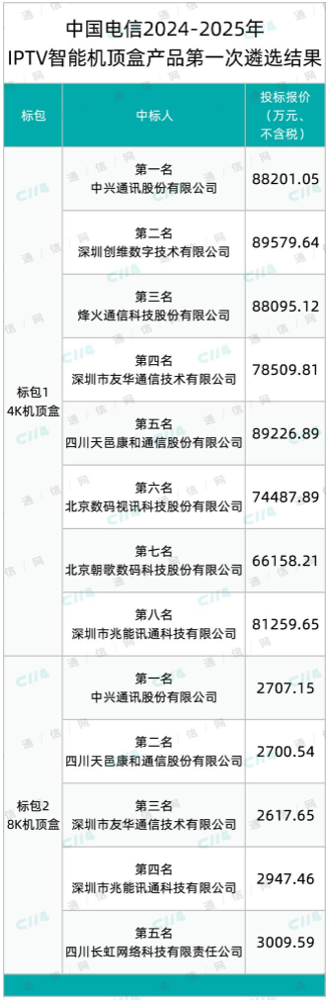 中国电信2024-2025年
IPTV智能机顶盒产品第一次遴选结果
标包
中标人
投标报价
（万元、
不含税）
标包1
4K机顶盒
第一名
中兴通讯股份有限公司
88201.05
第二名
深圳创维数字技术有限公司
89579.64
第三名
烽火通信科技股份有限公司
88095.12
第四名
深圳市友华通信技术有限公司
78509.81
第五名
四川天邑康和通信股份有限公司
89226.89
第六名
北京数码视讯科技股份有限公司
74487.89
第七名
北京朝歌数码科技股份有限公司
66158.21
第八名
深圳市兆能讯通科技有限公司
81259.65
标包2
8K机顶盒
第一名
中兴通讯股份有限公司
2707.15
第二名
四川天邑康和通信股份有限公司
2700.54
第三名
深圳市友华通信技术有限公司
2617.65
第四名
深圳市兆能讯通科技有限公司
2947.46
第五名
四川长虹网络科技有限责任公司
3009.59
通信网